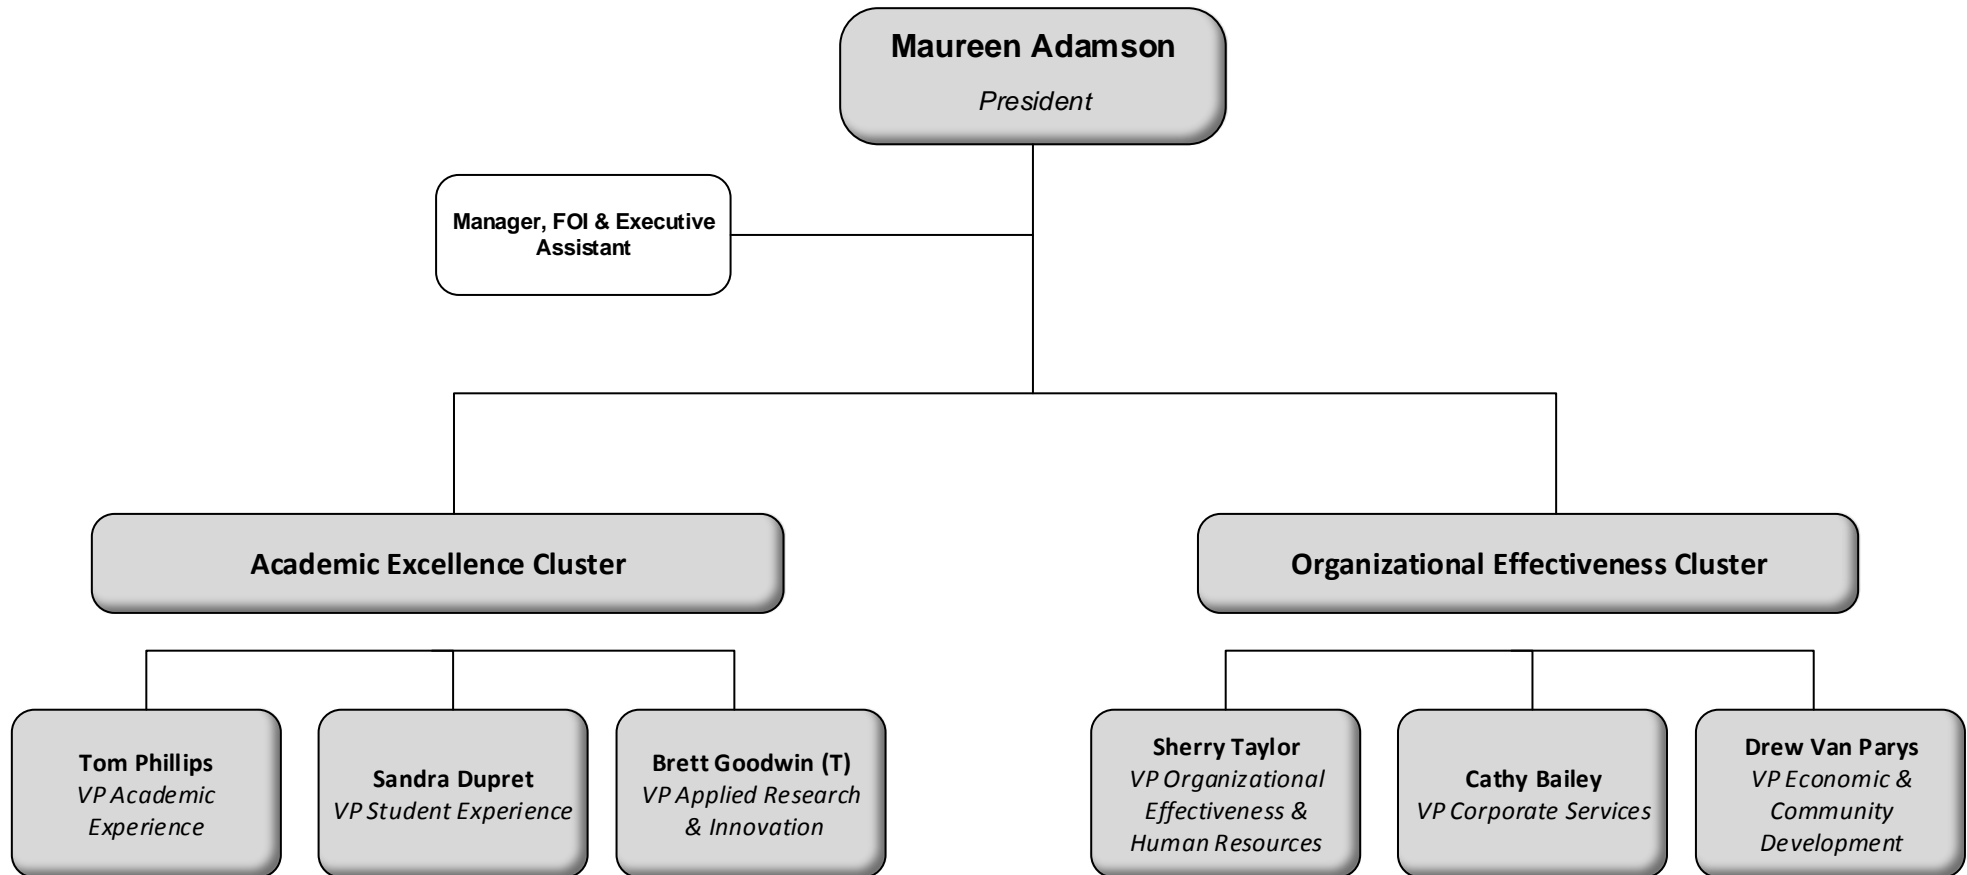 Maureen Adamson
President
Manager, FOI & Executive
Assistant
Academic Excellence Cluster
Organizational Effectiveness Cluster
Tom Phillips
VP Academic
Experience
Sandra Dupret
VP Student Experience
Brett Goodwin (T)
VP Applied Research
& Innovation
Sherry Taylor
VP Organizational
Effectiveness &
Human Resources
Cathy Bailey
VP Corporate Services
Drew Van Parys
VP Economic &
Community
Development